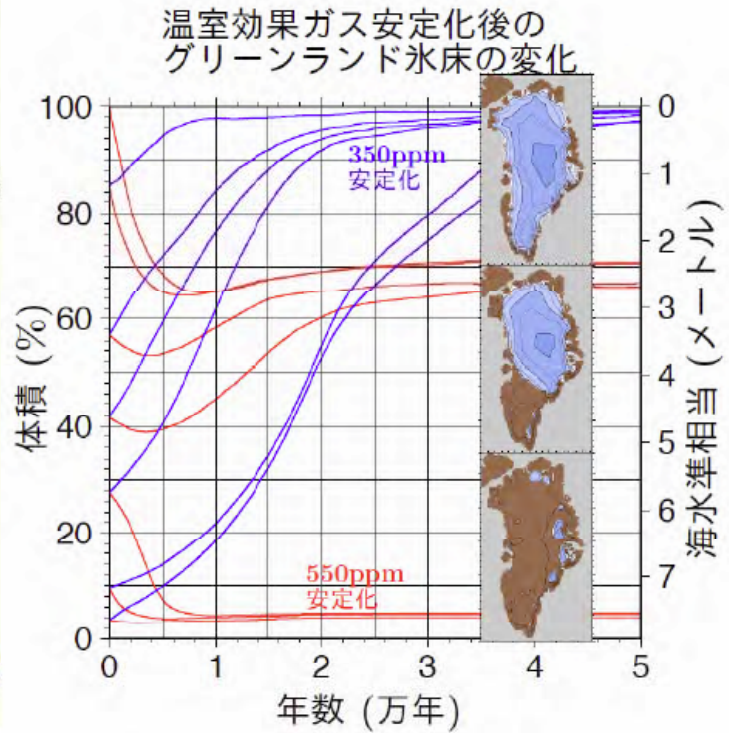 温室効果ガス安定化後の
グリーンランド氷床の変化
100
80
60
40
20
0
体積 (%)
350ppm
安定化
550ppm
安定化
0
1
2
3
4
5
6
7
海水準相当 (メートル)
0 1 2 3 4 5
年数 (万年)